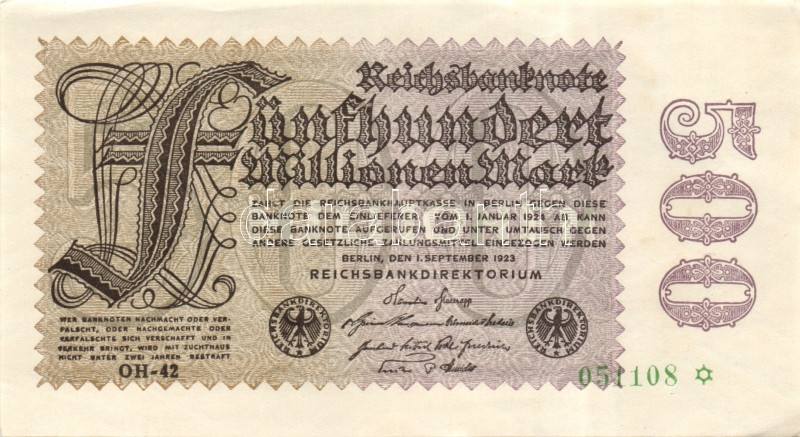 Reichsbanknote
Fünfhundert
Millionen Mark
ZAHLT DIE REICHSBANKHAUPTKASSE IN BERLIN GEGEN DIESE
BANKNOTE DEM EINLIEFERER. VOM 1. JANUAR 1924 AB KANN
DIESE BANKNOTE AUFGERUFEN UND UNTER UMTAUSCH GEGEN
ANDERE GESETZLICHE ZAHLUNGSMITTEL EINGEZOGEN WERDEN
BERLIN, DEN 1. SEPTEMBER 1923
REICHSBANKDIREKTORIUM
WER BANKNOTEN NACHMACHT ODER VER-
FÄLSCHT, ODER NACHGEMACHTE ODER
VERFÄLSCHTE SICH VERSCHAFFT UND IN
VERKEHR BRINGT, WIRD MIT ZUCHTHAUS
NICHT UNTER ZWEI JAHREN BESTRAFT
OH-42
REICHSBANKDIREKTORIUM
REICHSBANKDIREKTORIUM
051108
500